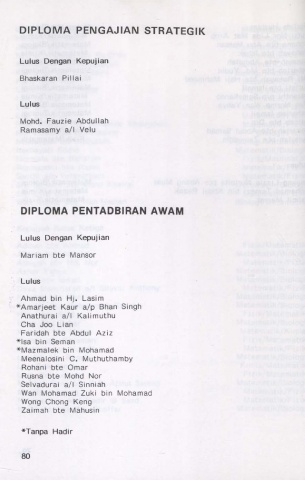 DIPLOMA PENGAJIAN STRATEGIK
Lulus Dengan Kepujian
Bhaskaran Pillai
Lulus
Mohd. Fauzie Abdullah
Ramasamy a/l Velu
DIPLOMA PENTADBIRAN AWAM
Lulus Dengan Kepujian
Mariam bte Mansor
Lulus
Ahmad bin Hj. Lasim
*Amarjeet Kaur a/p Bhan Singh
Anathurai a/l Kalimuthu
Cha Joo Lian
Faridah bte Abdul Aziz
*Isa bin Seman
*Mazmalek bin Mohamad
Meenalosini C. Muthuthamby
Rohani bte Omar
Rusna bte Mohd Nor
Selvadurai a/l Sinniah
Wan Mohamad Zuki bin Mohamad
Wong Chong Keng
Zaimah bte Mahusin
*Tanpa Hadir
80